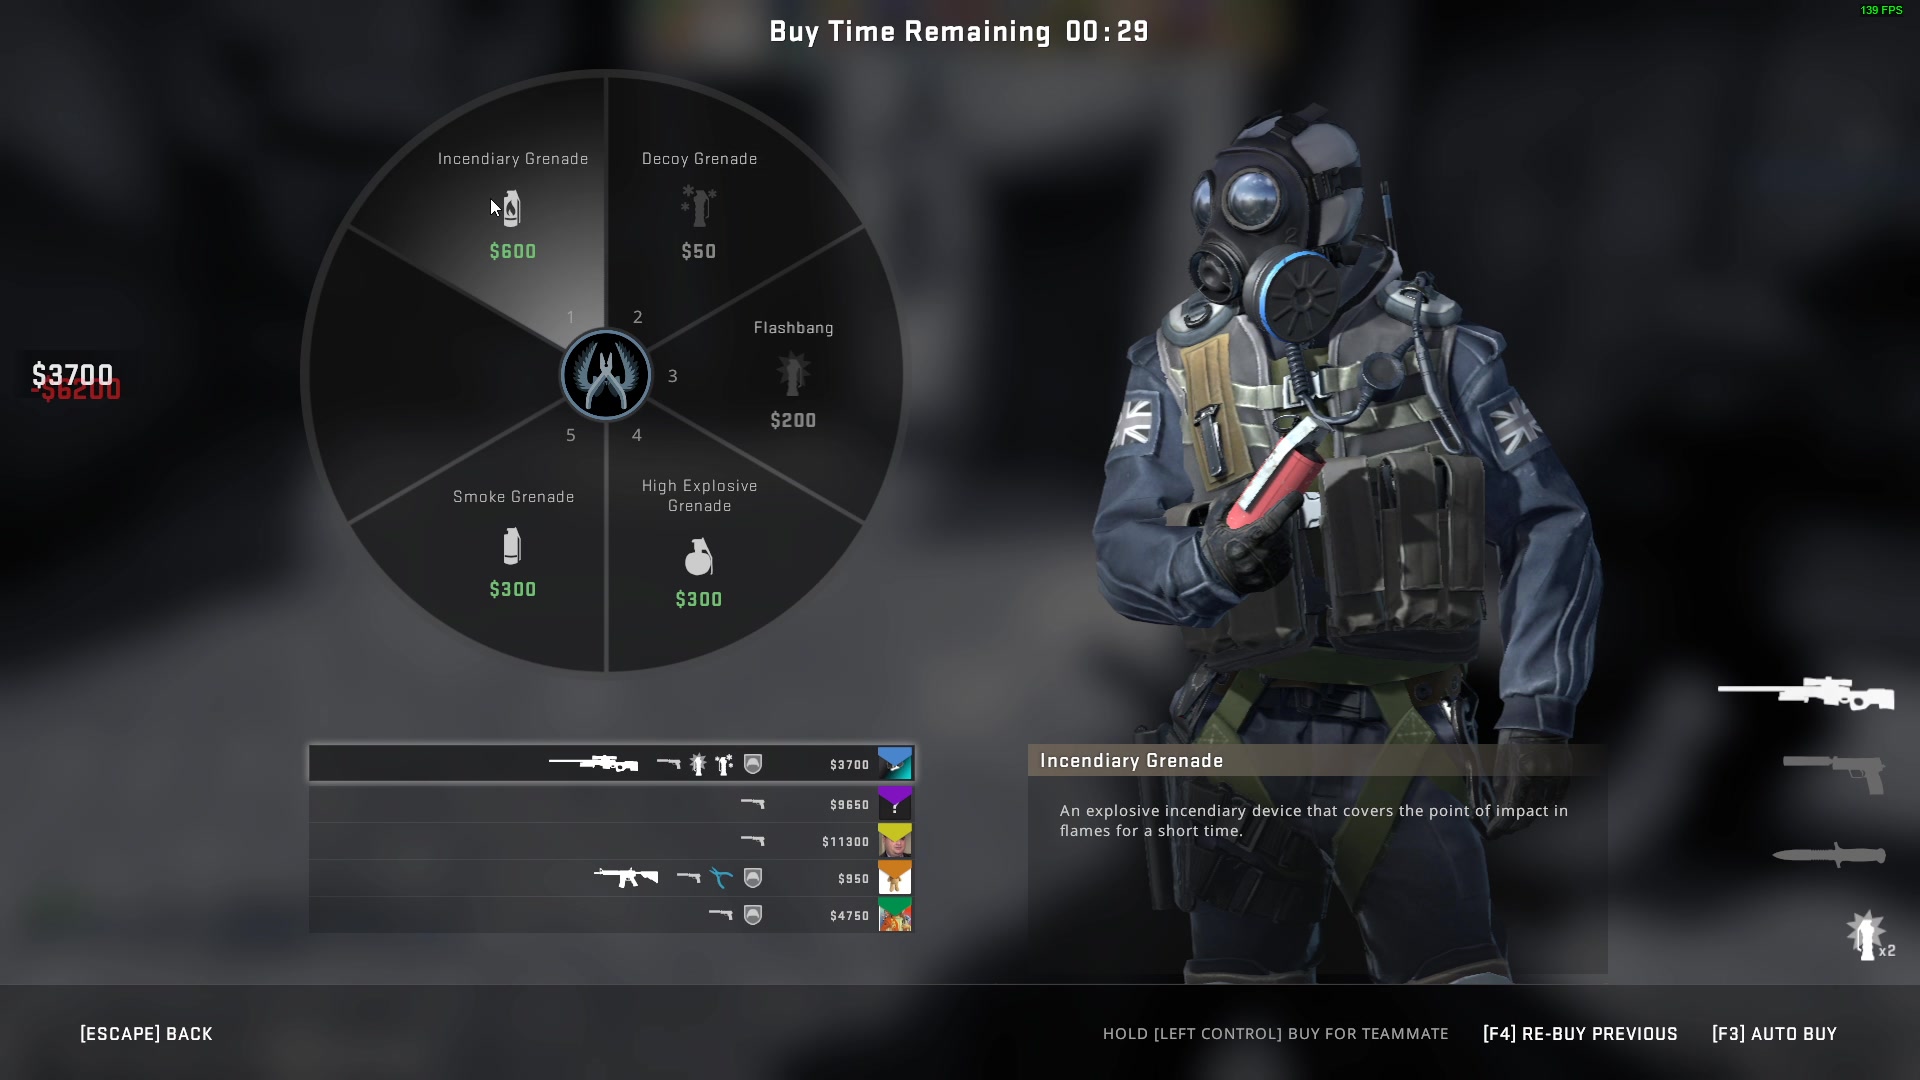 139 FPS
Buy Time Remaining 00:29
Incendiary Grenade
$600
Decoy Grenade
$50
1
2
Flashbang
$200
3
$3700
-$6200
5
4
Smoke Grenade
$300
High Explosive
Grenade
$300
$3700
$9650
$11300
$950
$4750
Incendiary Grenade
An explosive incendiary device that covers the point of impact in
flames for a short time.
x2
[ESCAPE] BACK
HOLD [LEFT CONTROL] BUY FOR TEAMMATE
[F4] RE-BUY PREVIOUS
[F3] AUTO BUY